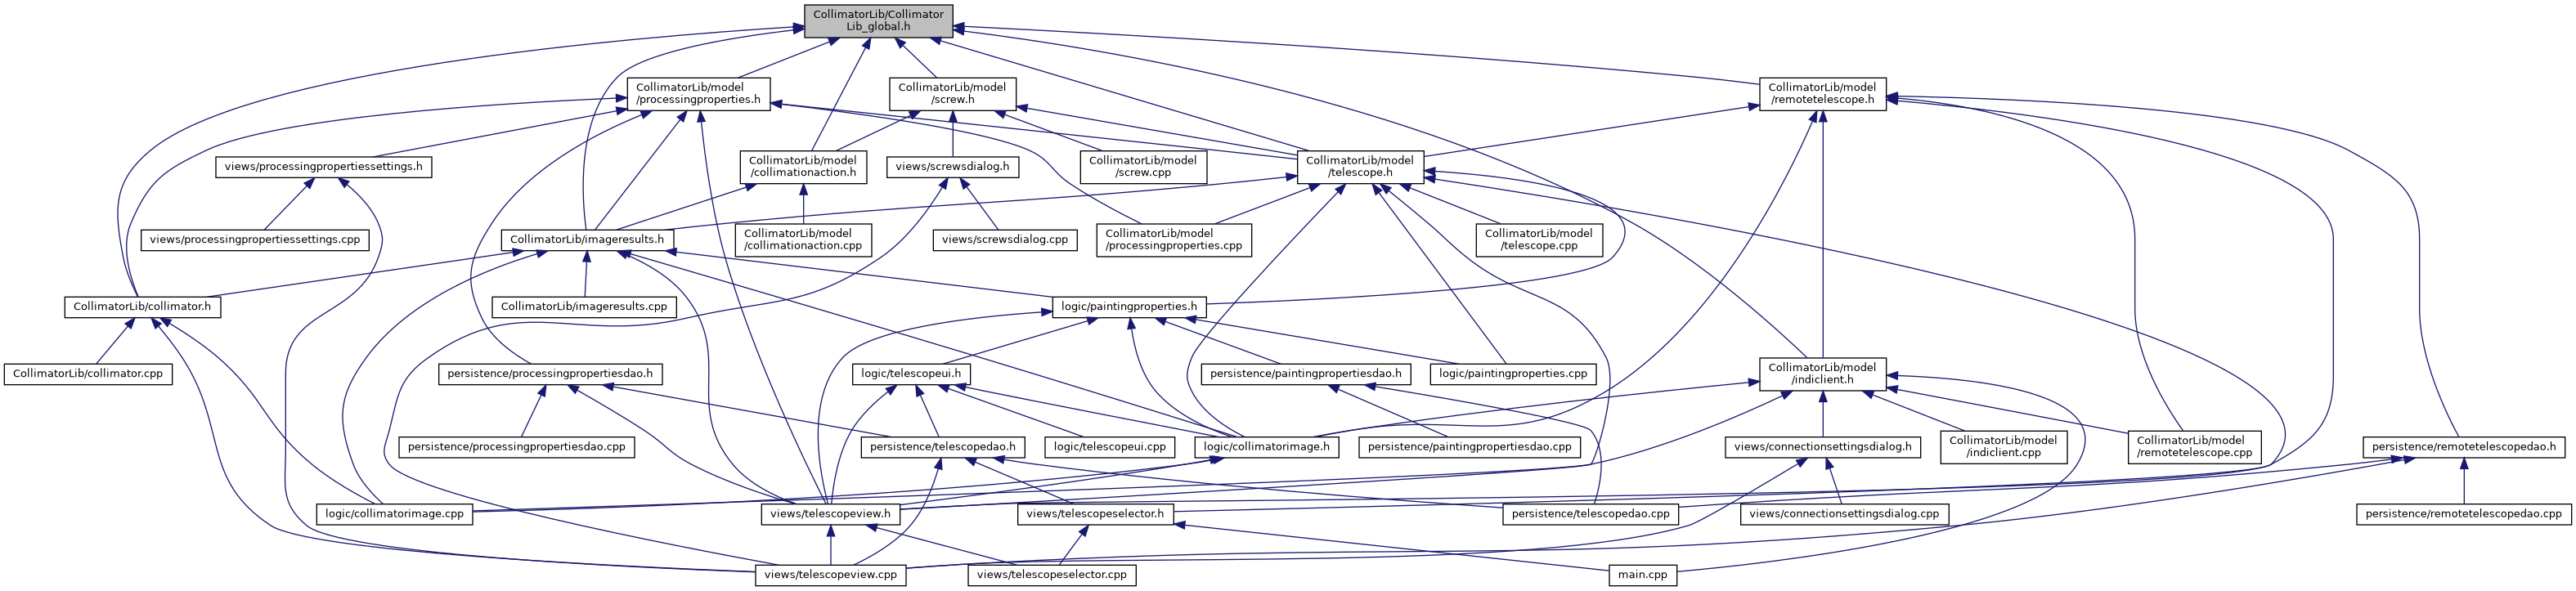 CollimatorLib/Collimator
Lib_global.h
CollimatorLib/model
/processingproperties.h
CollimatorLib/model
/screw.h
CollimatorLib/model
/remotetelescope.h
views/processingpropertiessettings.h
CollimatorLib/model
/collimationaction.h
views/screwsdialog.h
CollimatorLib/model
/screw.cpp
CollimatorLib/model
/telescope.h
views/processingpropertiessettings.cpp
CollimatorLib/imageresults.h
CollimatorLib/model
/collimationaction.cpp
views/screwsdialog.cpp
CollimatorLib/model
/processingproperties.cpp
CollimatorLib/model
/telescope.cpp
CollimatorLib/collimator.h
CollimatorLib/imageresults.cpp
logic/paintingproperties.h
CollimatorLib/collimator.cpp
persistence/processingpropertiesdao.h
logic/telescopeui.h
persistence/paintingpropertiesdao.h
logic/paintingproperties.cpp
CollimatorLib/model
/indiclient.h
persistence/processingpropertiesdao.cpp
persistence/telescopedao.h
logic/telescopeui.cpp
logic/collimatorimage.h
persistence/paintingpropertiesdao.cpp
views/connectionsettingsdialog.h
CollimatorLib/model
/indiclient.cpp
CollimatorLib/model
/remotetelescope.cpp
persistence/remotetelescopedao.h
logic/collimatorimage.cpp
views/telescopeview.h
views/telescopeselector.h
persistence/telescopedao.cpp
views/connectionsettingsdialog.cpp
persistence/remotetelescopedao.cpp
views/telescopeview.cpp
views/telescopeselector.cpp
main.cpp